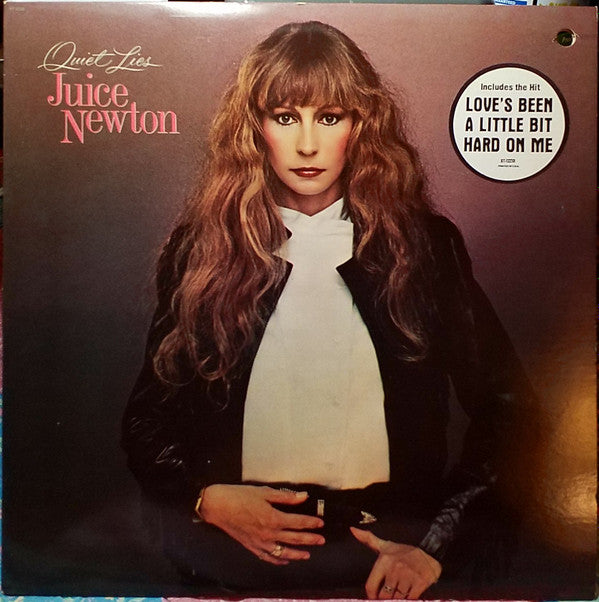 Quiet Lies
Juice
Newton
Includes the Hit
LOVE'S BEEN
A LITTLE BIT
HARD ON ME